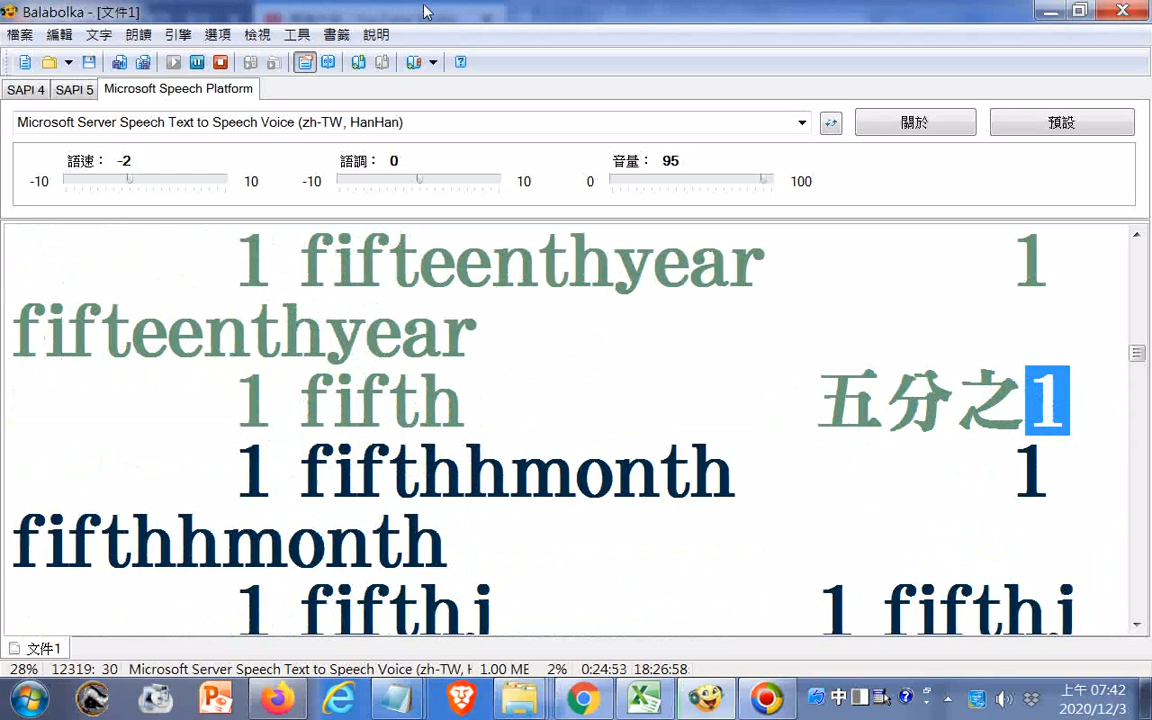 Balabolka - [文件1]
檔案 編輯 文字 朗讀 引擎 選項 檢視 工具 書籤 說明
SAPI 4 SAPI 5 Microsoft Speech Platform
Microsoft Server Speech Text to Speech Voice (zh-TW, HanHan) 關於 預設
語速： -2 語調： 0 音量： 95
-10 10 -10 10 0 100
1 fifteenthyear 1
fifteenthyear
1 fifth 五分之1
1 fifthhmonth 1
fifthhmonth
1 fifthj 1 fifthj
文件1
28% 12319: 30 Microsoft Server Speech Text to Speech Voice (zh-TW, H 1.00 ME 2% 0:24:53 18:26:58
中 上午 07:42
2020/12/3